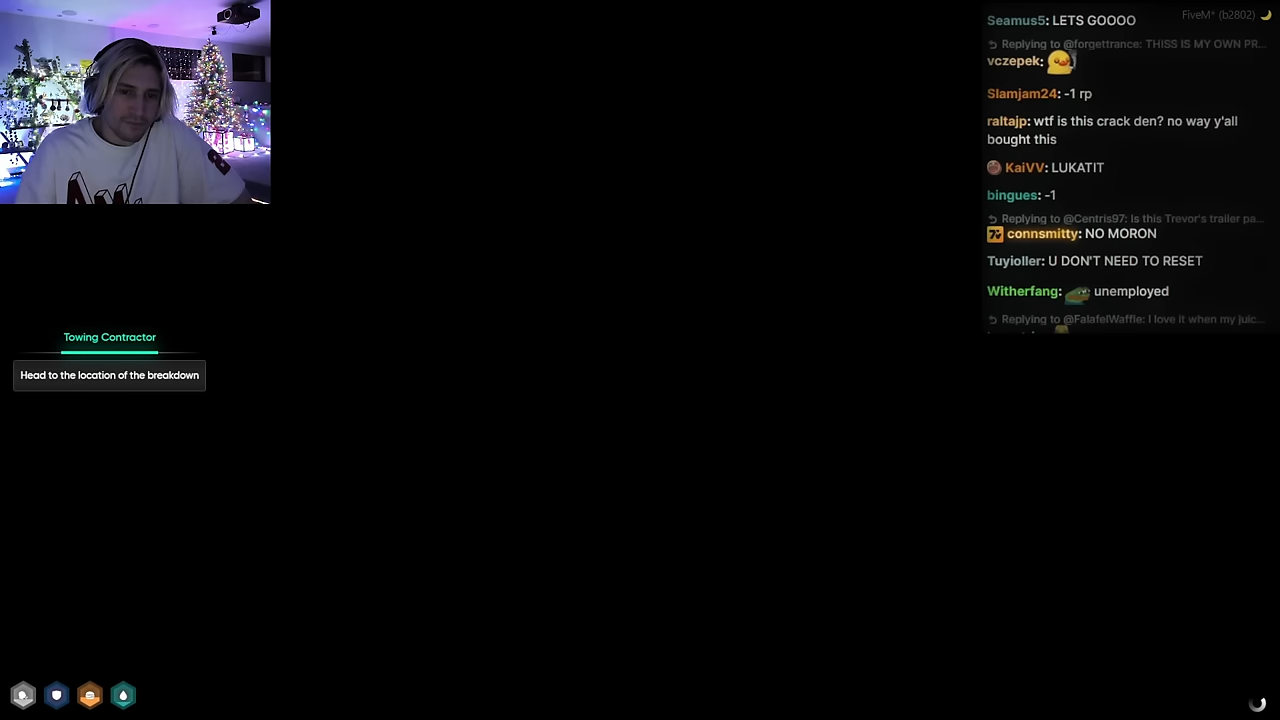 FiveM* (b2802)
Seamus5: LETS GOOOO
Replying to @forgettrance: THISS IS MY OWN PR...
vczepek:
Slamjam24: -1 rp
raltajp: wtf is this crack den? no way y'all
bought this
KaiVV: LUKATIT
bingues: -1
Replying to @Centris97: Is this Trevor's trailer pa...
connsmitty: NO MORON
Tuyioller: U DON'T NEED TO RESET
Witherfang: unemployed
Replying to @FalafelWaffle: I love it when my juic...
Towing Contractor
Head to the location of the breakdown